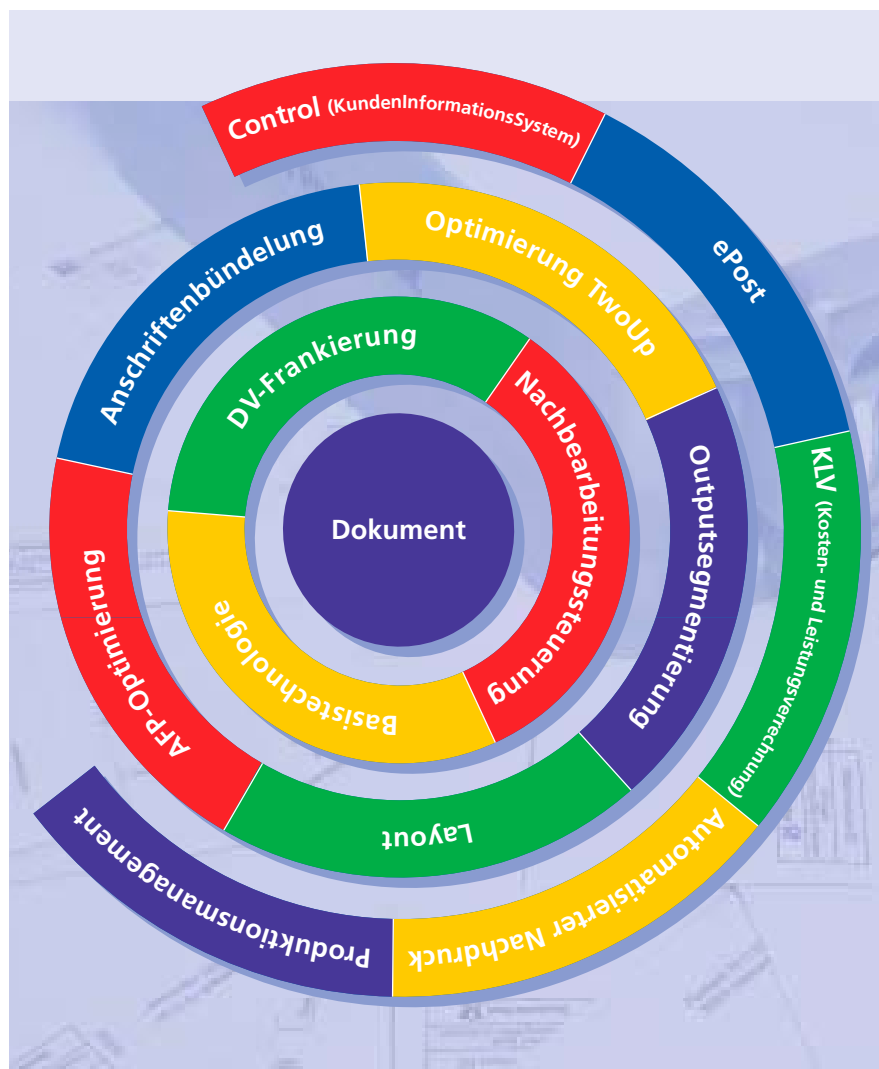 Control (KundenInformationsSystem)
ePost
KLV (Kosten- und Leistungsverrechnung)
Automatisierter Nachdruck
Produktionsmanagement
Anschriftenbündelung
Optimierung TwoUp
Outputsegmentierung
Layout
AFP-Optimierung
DV-Frankierung
Nachbearbeitungssteuerung
Basistechnologie
Dokument